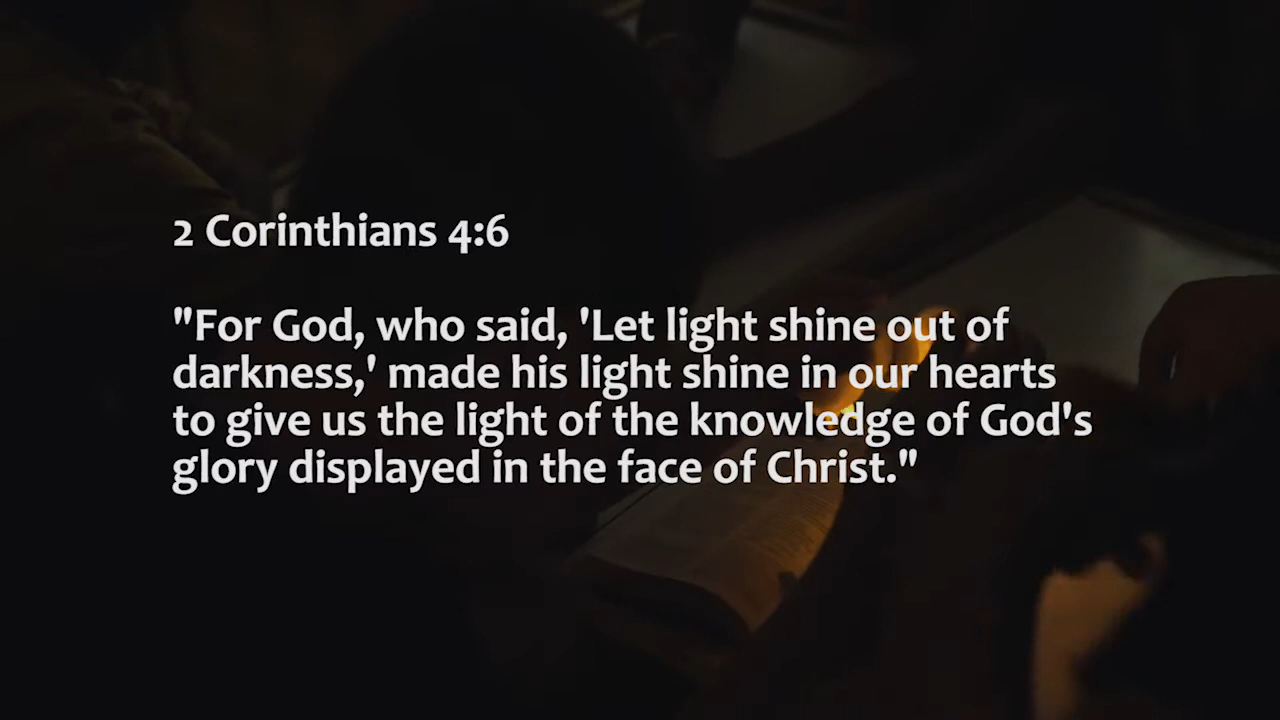 2 Corinthians 4:6
"For God, who said, 'Let light shine out of
darkness,' made his light shine in our hearts
to give us the light of the knowledge of God's
glory displayed in the face of Christ."